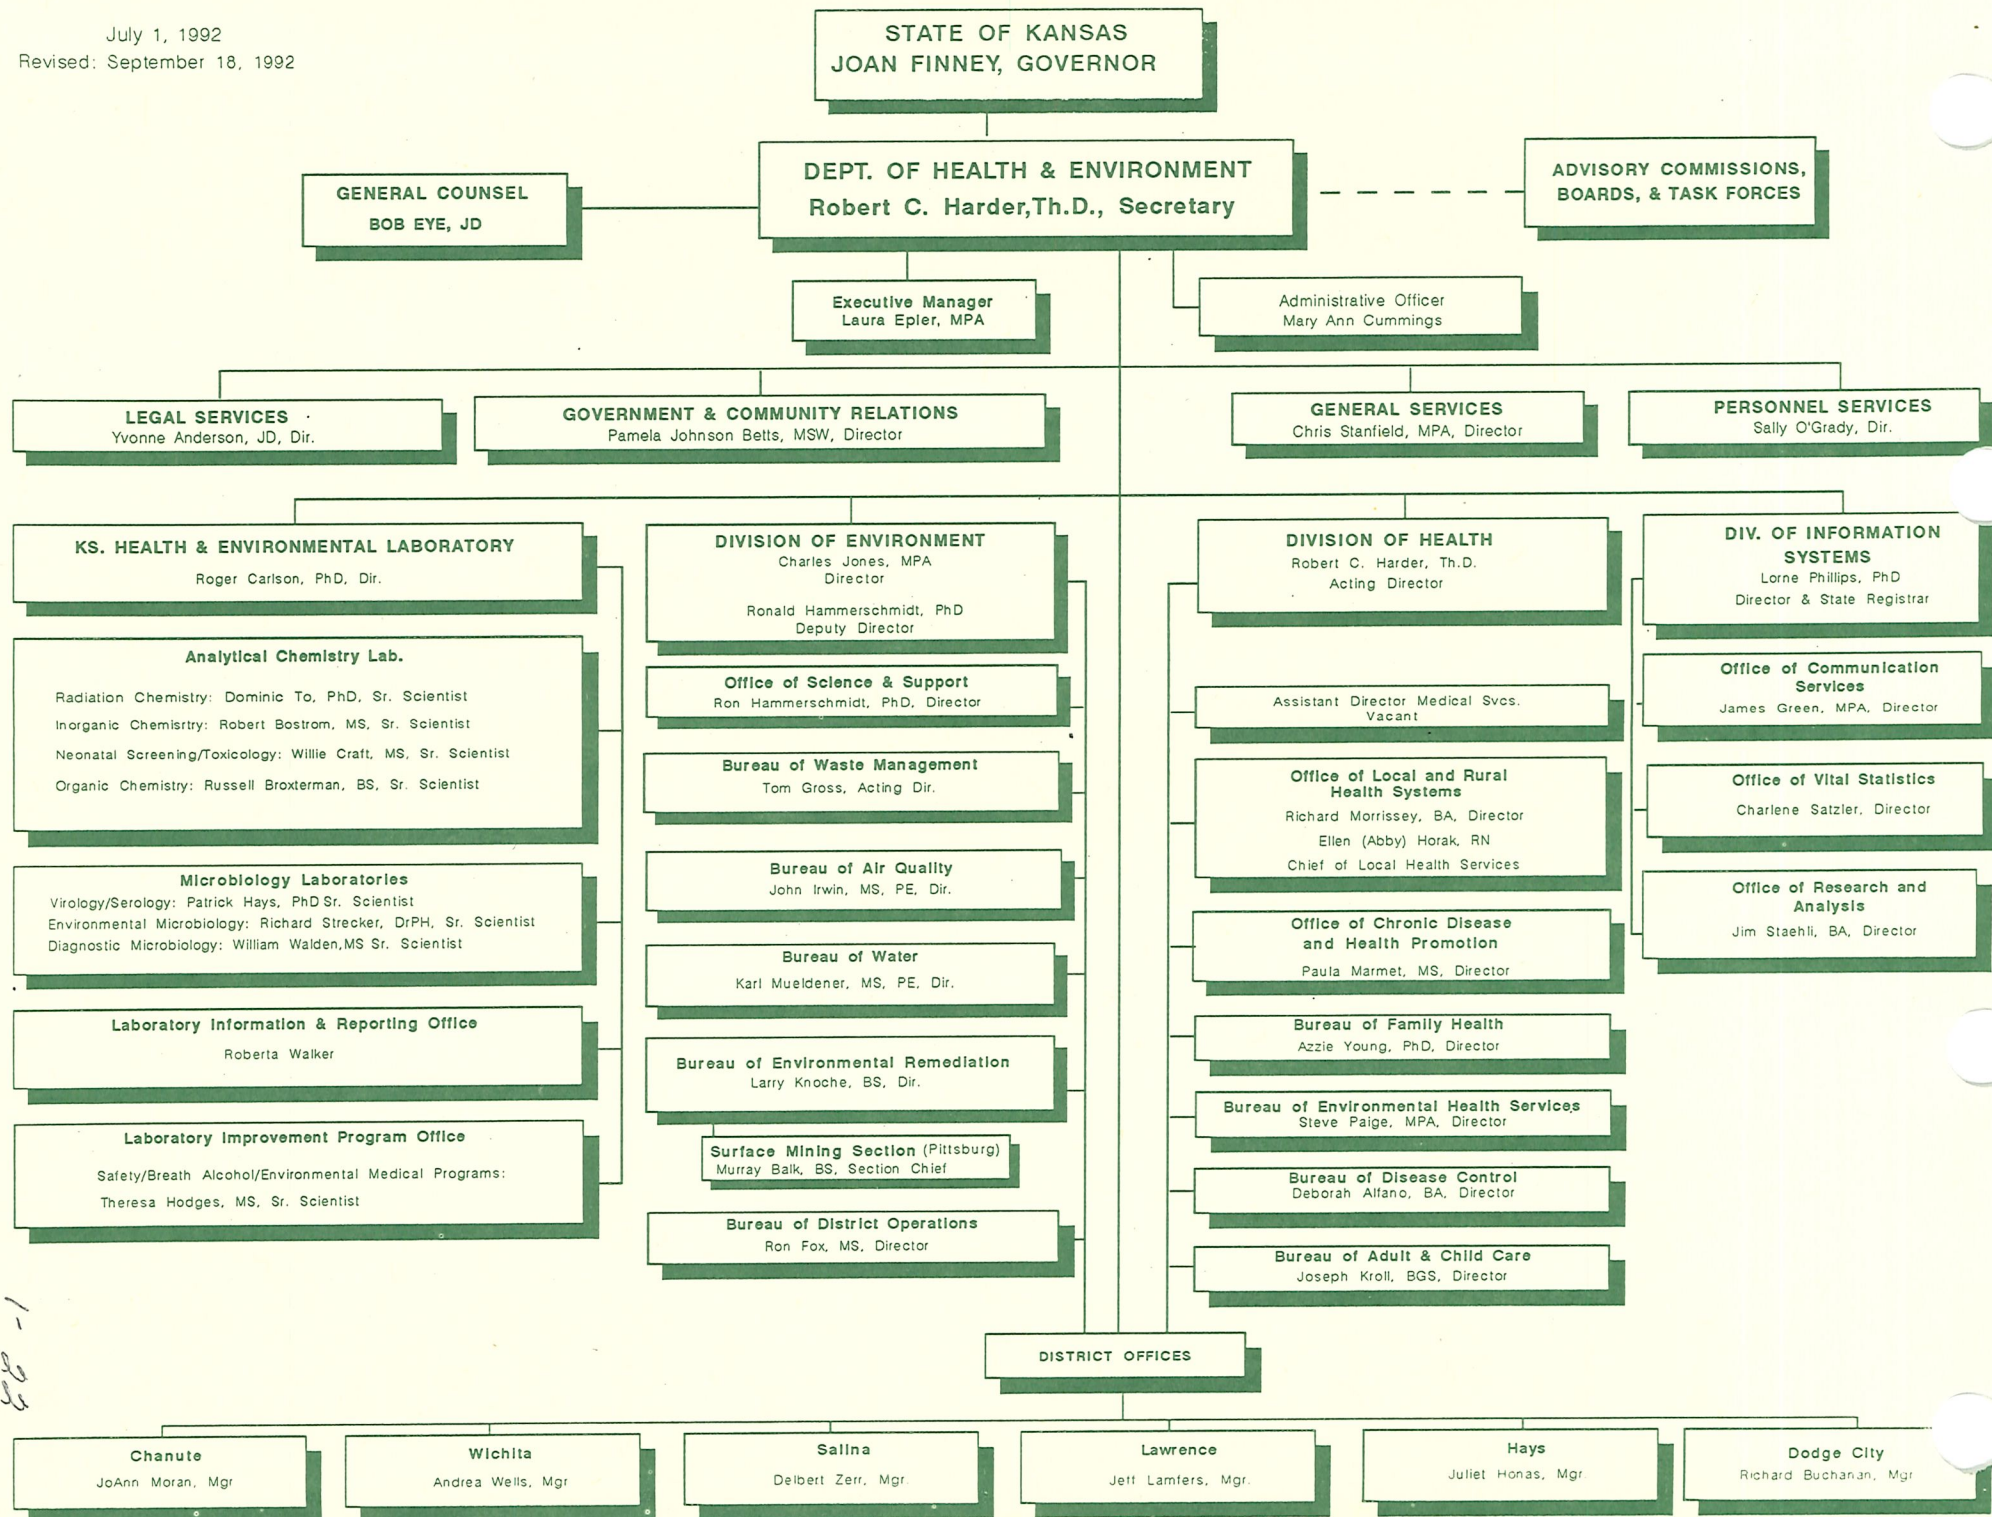 July 1, 1992
Revised: September 18, 1992
STATE OF KANSAS
JOAN FINNEY, GOVERNOR
GENERAL COUNSEL
BOB EYE, JD
DEPT. OF HEALTH & ENVIRONMENT
Robert C. Harder,Th.D., Secretary
ADVISORY COMMISSIONS,
BOARDS, & TASK FORCES
Executive Manager
Laura Epler, MPA
Administrative Officer
Mary Ann Cummings
LEGAL SERVICES
Yvonne Anderson, JD, Dir.
GOVERNMENT & COMMUNITY RELATIONS
Pamela Johnson Betts, MSW, Director
GENERAL SERVICES
Chris Stanfield, MPA, Director
PERSONNEL SERVICES
Sally O'Grady, Dir.
KS. HEALTH & ENVIRONMENTAL LABORATORY
Roger Carlson, PhD, Dir.
Analytical Chemistry Lab.
Radiation Chemistry: Dominic To, PhD, Sr. Scientist
Inorganic Chemisrtry: Robert Bostrom, MS, Sr. Scientist
Neonatal Screening/Toxicology: Willie Craft, MS, Sr. Scientist
Organic Chemistry: Russell Broxterman, BS, Sr. Scientist
Microbiology Laboratories
Virology/Serology: Patrick Hays, PhD Sr. Scientist
Environmental Microbiology: Richard Strecker, DrPH, Sr. Scientist
Diagnostic Microbiology: William Walden,MS Sr. Scientist
Laboratory Information & Reporting Office
Roberta Walker
Laboratory Improvement Program Office
Safety/Breath Alcohol/Environmental Medical Programs:
Theresa Hodges, MS, Sr. Scientist
DIVISION OF ENVIRONMENT
Charles Jones, MPA
Director
Ronald Hammerschmidt, PhD
Deputy Director
Office of Science & Support
Ron Hammerschmidt, PhD, Director
Bureau of Waste Management
Tom Gross, Acting Dir.
Bureau of Air Quality
John Irwin, MS, PE, Dir.
Bureau of Water
Karl Mueldener, MS, PE, Dir.
Bureau of Environmental Remediation
Larry Knoche, BS, Dir.
Surface Mining Section (Pittsburg)
Murray Balk, BS, Section Chief
Bureau of District Operations
Ron Fox, MS, Director
DIVISION OF HEALTH
Robert C. Harder, Th.D.
Acting Director
Assistant Director Medical Svcs.
Vacant
Office of Local and Rural
Health Systems
Richard Morrissey, BA, Director
Ellen (Abby) Horak, RN
Chief of Local Health Services
Office of Chronic Disease
and Health Promotion
Paula Marmet, MS, Director
Bureau of Family Health
Azzie Young, PhD, Director
Bureau of Environmental Health Services
Steve Paige, MPA, Director
Bureau of Disease Control
Deborah Alfano, BA, Director
Bureau of Adult & Child Care
Joseph Kroll, BGS, Director
DIV. OF INFORMATION
SYSTEMS
Lorne Phillips, PhD
Director & State Registrar
Office of Communication
Services
James Green, MPA, Director
Office of Vital Statistics
Charlene Satzler, Director
Office of Research and
Analysis
Jim Staehli, BA, Director
DISTRICT OFFICES
Chanute
JoAnn Moran, Mgr
Wichita
Andrea Wells, Mgr
Salina
Delbert Zerr, Mgr.
Lawrence
Jeff Lamfers, Mgr.
Hays
Juliet Honas, Mgr.
Dodge City
Richard Buchanan, Mgr